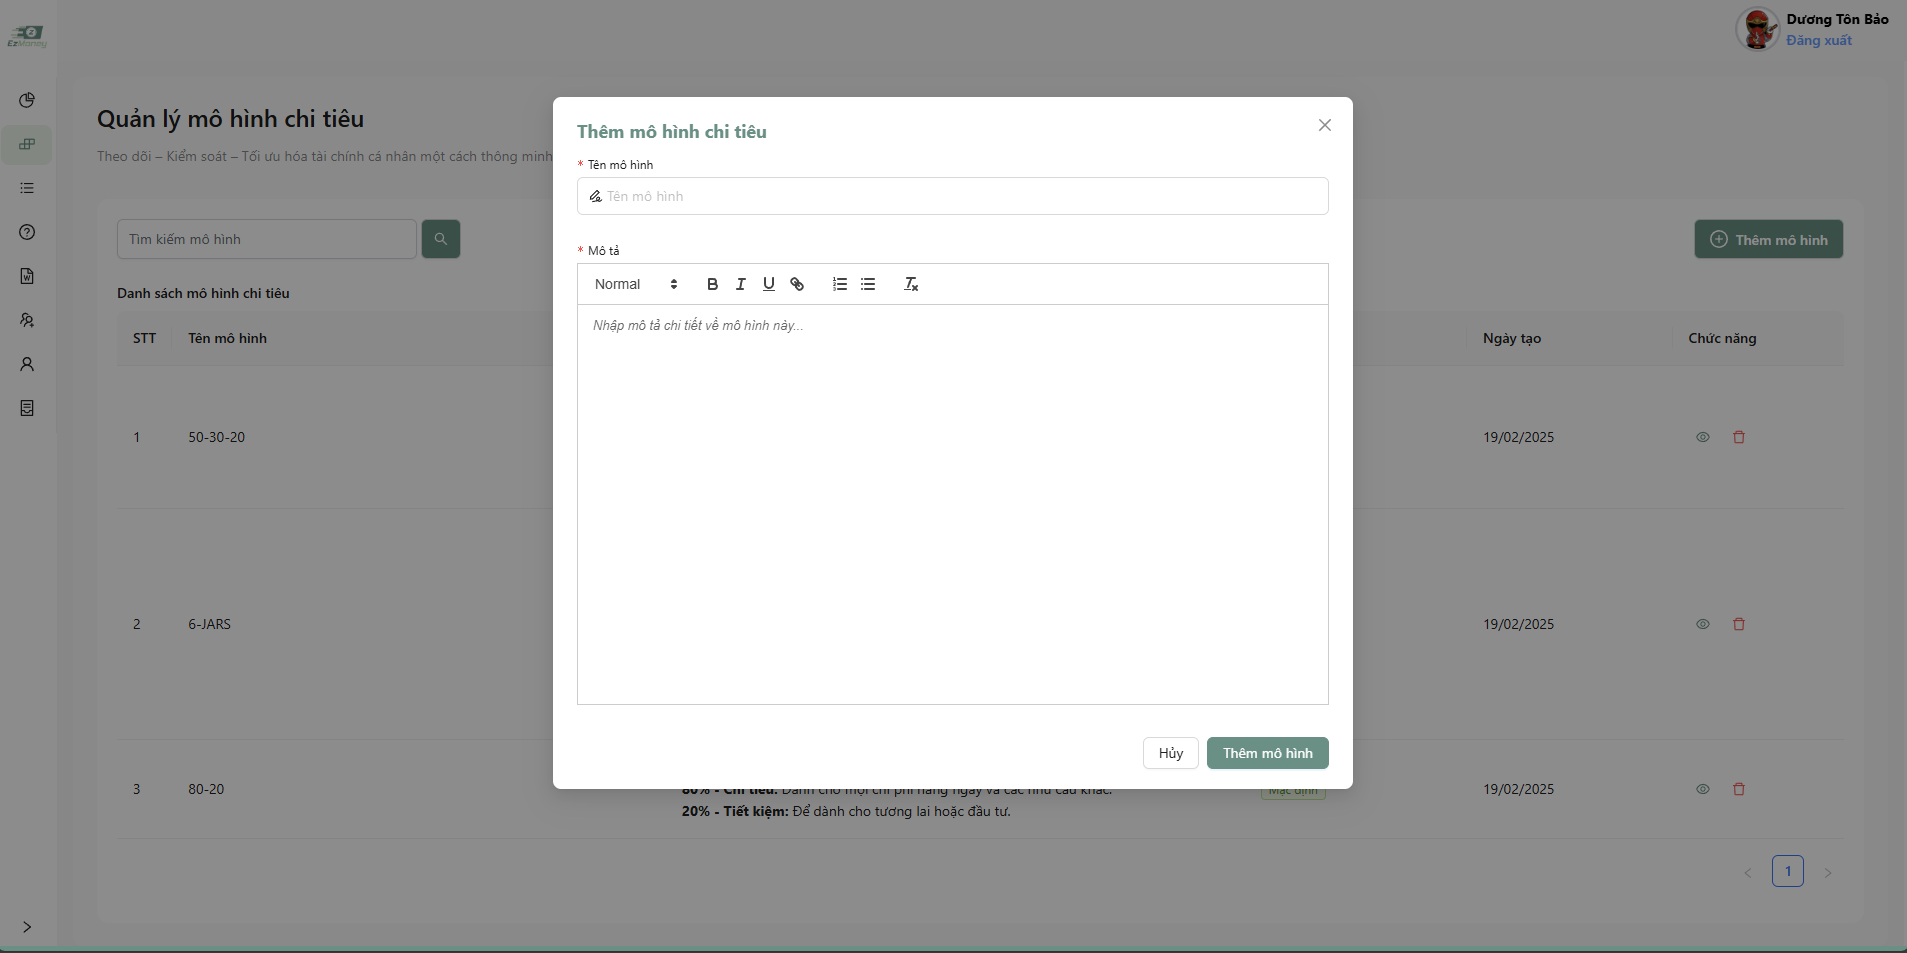 EzMoney
Dương Tôn Bảo
Đăng xuất
Quản lý mô hình chi tiêu
Theo dõi – Kiểm soát – Tối ưu hóa tài chính cá nhân một cách thông minh
Tìm kiếm mô hình
Thêm mô hình
Danh sách mô hình chi tiêu
STT Tên mô hình Ngày tạo Chức năng
1 50-30-20 19/02/2025
2 6-JARS 19/02/2025
3 80-20 80% - Chi tiêu: Dành cho mọi chi phí hàng ngày và các nhu cầu khác. Mặc định 19/02/2025
20% - Tiết kiệm: Để dành cho tương lai hoặc đầu tư.
1
Thêm mô hình chi tiêu
* Tên mô hình
Tên mô hình
* Mô tả
Normal
Nhập mô tả chi tiết về mô hình này...
Hủy
Thêm mô hình